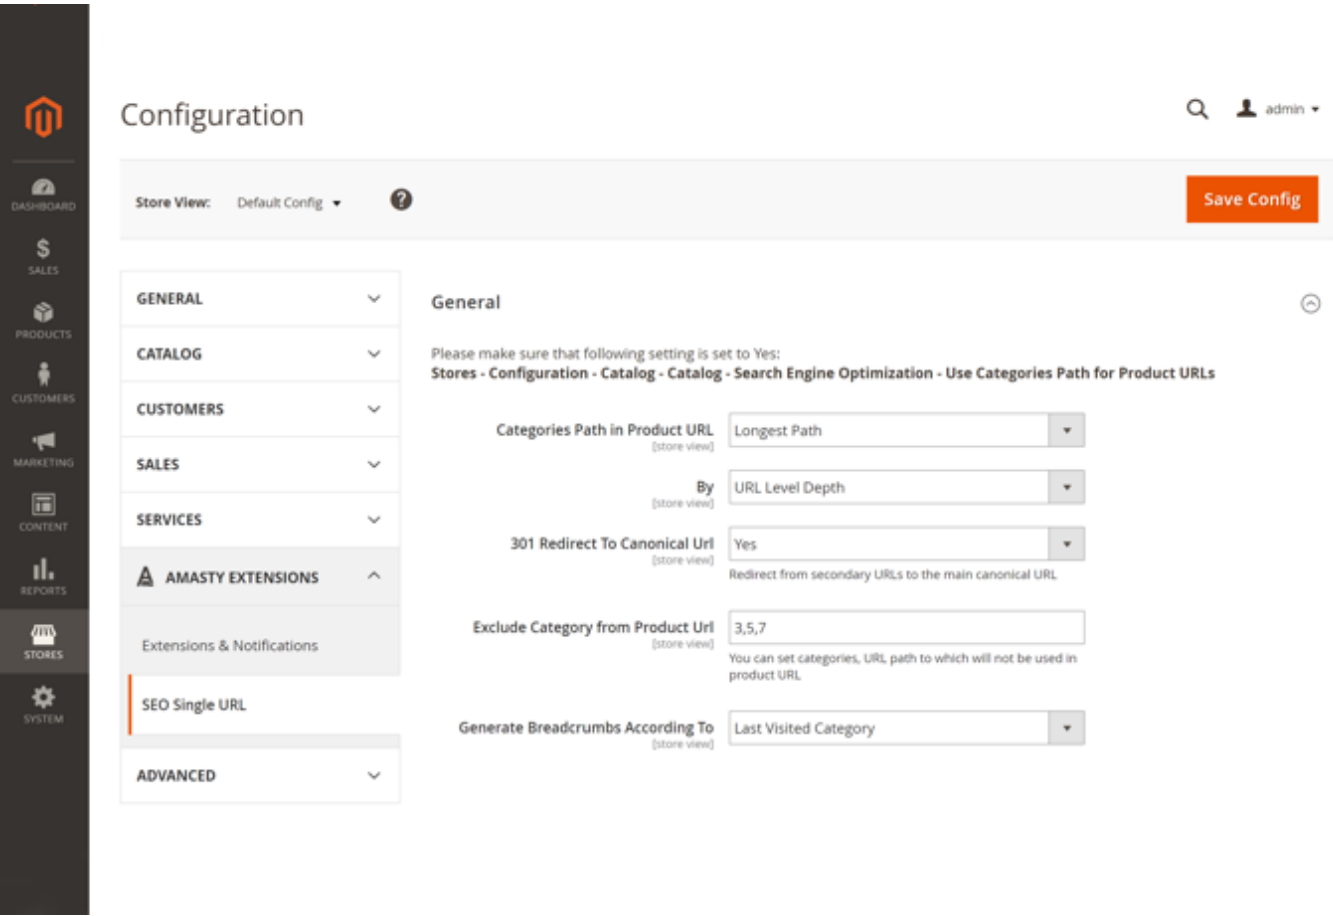 Configuration
admin
DASHBOARD
SALES
PRODUCTS
CUSTOMERS
MARKETING
CONTENT
REPORTS
STORES
SYSTEM
Store View: Default Config ?
Save Config
GENERAL
CATALOG
CUSTOMERS
SALES
SERVICES
AMASTY EXTENSIONS
Extensions & Notifications
SEO Single URL
ADVANCED
General
Please make sure that following setting is set to Yes:
Stores - Configuration - Catalog - Catalog - Search Engine Optimization - Use Categories Path for Product URLs
Categories Path in Product URL Longest Path
[store view]
By URL Level Depth
[store view]
301 Redirect To Canonical Url Yes
[store view]
Redirect from secondary URLs to the main canonical URL
Exclude Category from Product Url 3,5,7
[store view]
You can set categories, URL path to which will not be used in
product URL
Generate Breadcrumbs According To Last Visited Category
[store view]